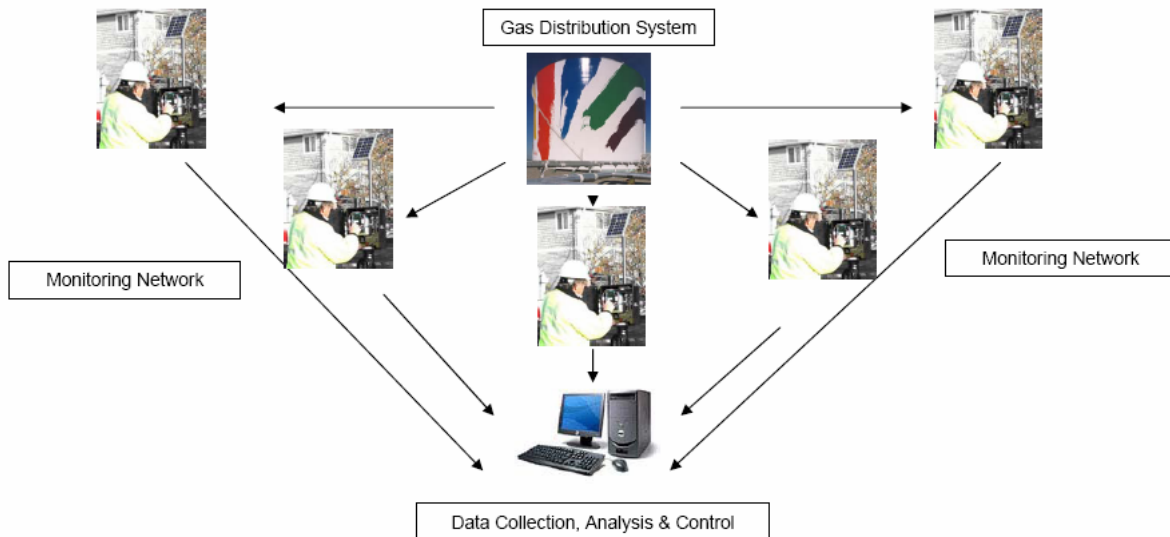 Gas Distribution System
Monitoring Network
Monitoring Network
Data Collection, Analysis & Control